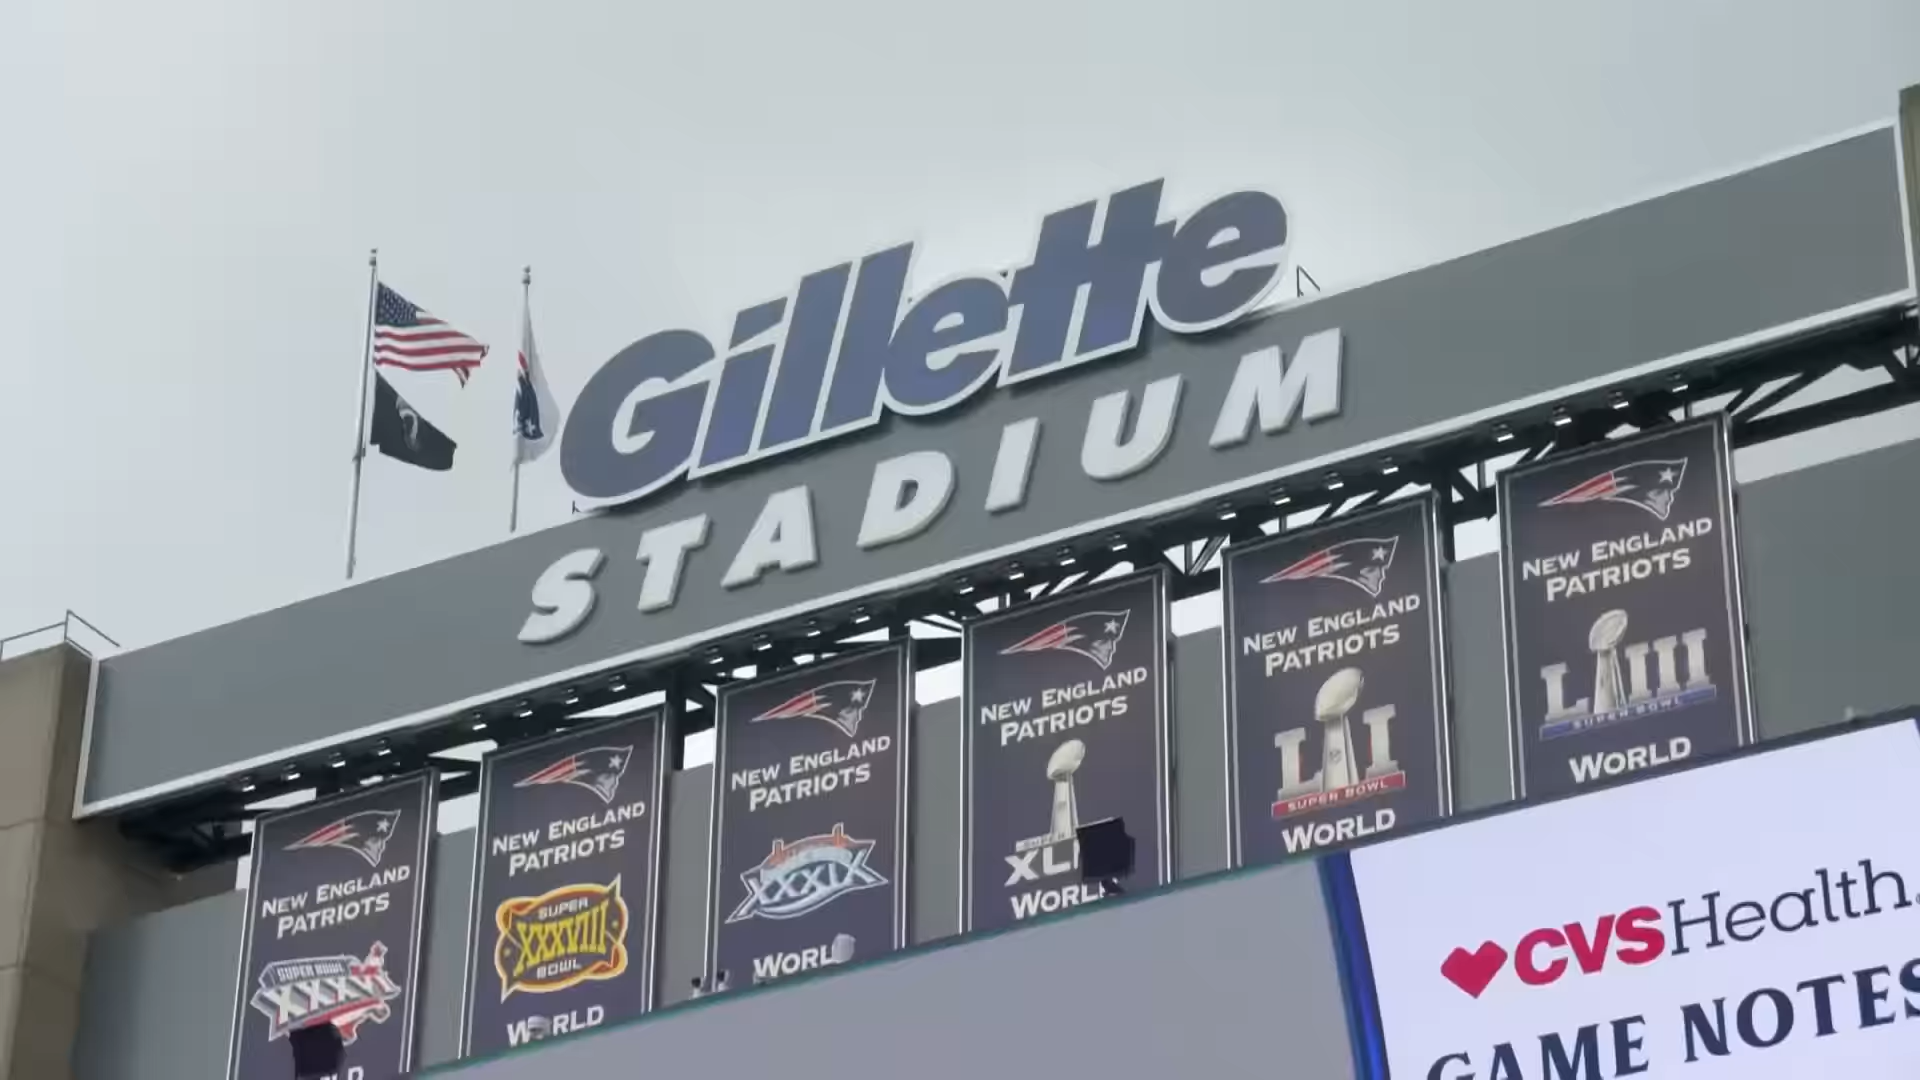 Gillette
STADIUM
NEW ENGLAND
PATRIOTS
SUPER BOWL
XXXVI
NEW ENGLAND
PATRIOTS
SUPER
XXXVIII
BOWL
NEW ENGLAND
PATRIOTS
XXXIX
NEW ENGLAND
PATRIOTS
SUPER
XLI
WORLD
NEW ENGLAND
PATRIOTS
LI
SUPER BOWL
WORLD
NEW ENGLAND
PATRIOTS
LIII
SUPER BOWL
WORLD
CVSHealth
GAME NOTES